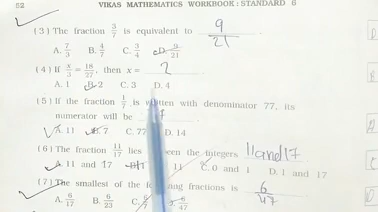 52 VIKAS MATHEMATICS WORKBOOK : STANDARD 6
(3) The fraction 3/7 is equivalent to 9/21
A. 7/3 B. 4/7 C. 3/4 D. 9/21
(4) If x/3 = 18/27, then x = 2
A. 1 B. 2 C. 3 D. 4
(5) If the fraction 1/7 is written with denominator 77, its
numerator will be
A. 11 B. 7 C. 77 D. 14
(6) The fraction 11/17 lies between the integers 11 and 17
A. 11 and 17 11 C. 0 and 1 D. 1 and 17
(7) The smallest of the following fractions is 6/47
A. 6/17 B. 6/23 C. 6/47